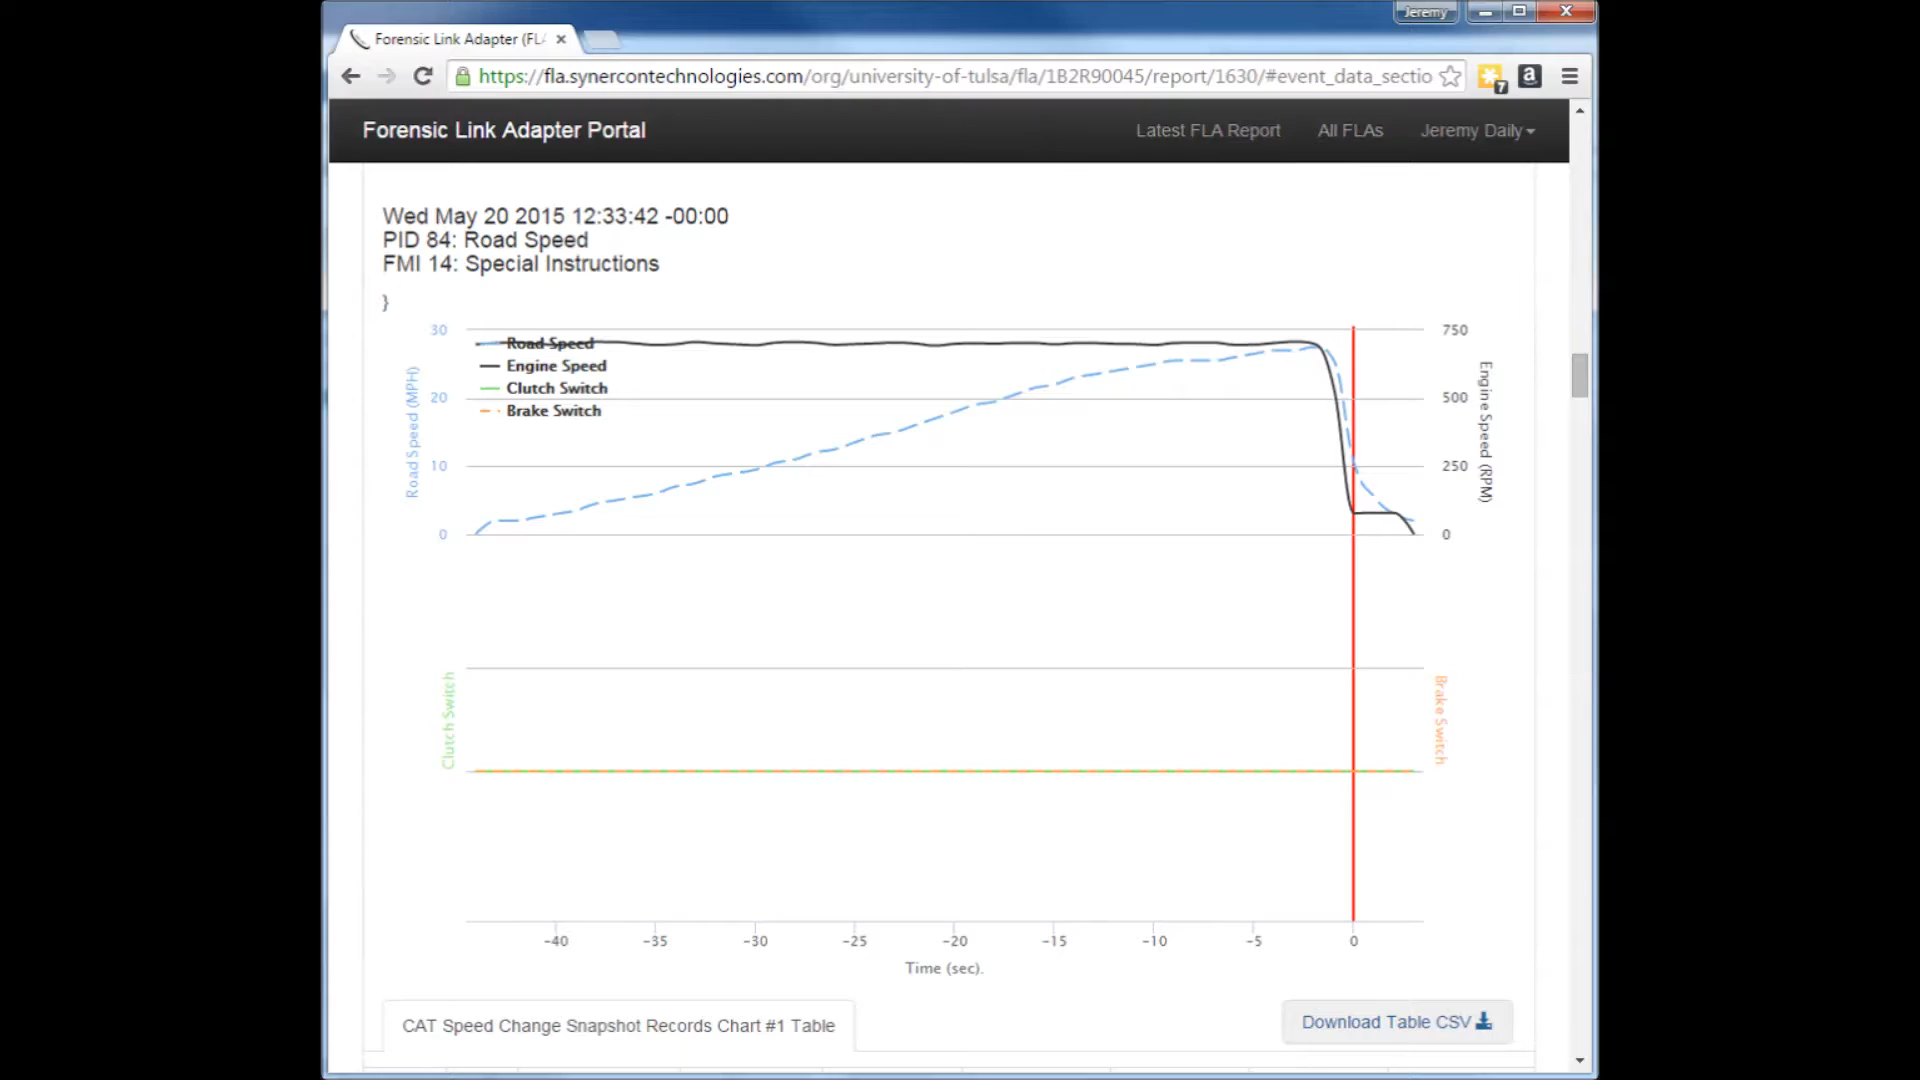 Jeremy
Forensic Link Adapter (FL
https://fla.synercontechnologies.com/org/university-of-tulsa/fla/1B2R90045/report/1630/#event_data_sectio
7
a
Forensic Link Adapter Portal
Latest FLA Report
All FLAs
Jeremy Daily
Wed May 20 2015 12:33:42 -00:00
PID 84: Road Speed
FMI 14: Special Instructions
}
30
20
10
0
Road Speed (MPH)
Road Speed
Engine Speed
Clutch Switch
Brake Switch
750
500
250
0
Engine Speed (RPM)
Clutch Switch
Brake Switch
-40 -35 -30 -25 -20 -15 -10 -5 0
Time (sec).
CAT Speed Change Snapshot Records Chart #1 Table
Download Table CSV